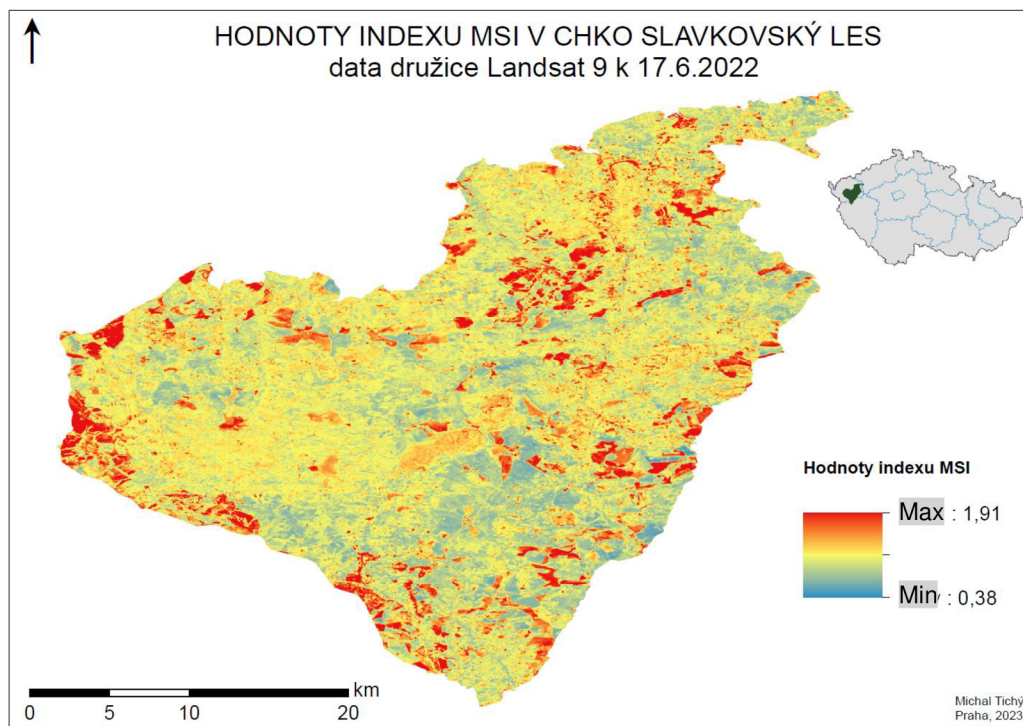 HODNOTY INDEXU MSI V CHKO SLAVKOVSKÝ LES
data družice Landsat 9 k 17.6.2022
Hodnoty indexu MSI
Max : 1,91
Min : 0,38
km
0 5 10 20
Michal Tichý
Praha, 2023